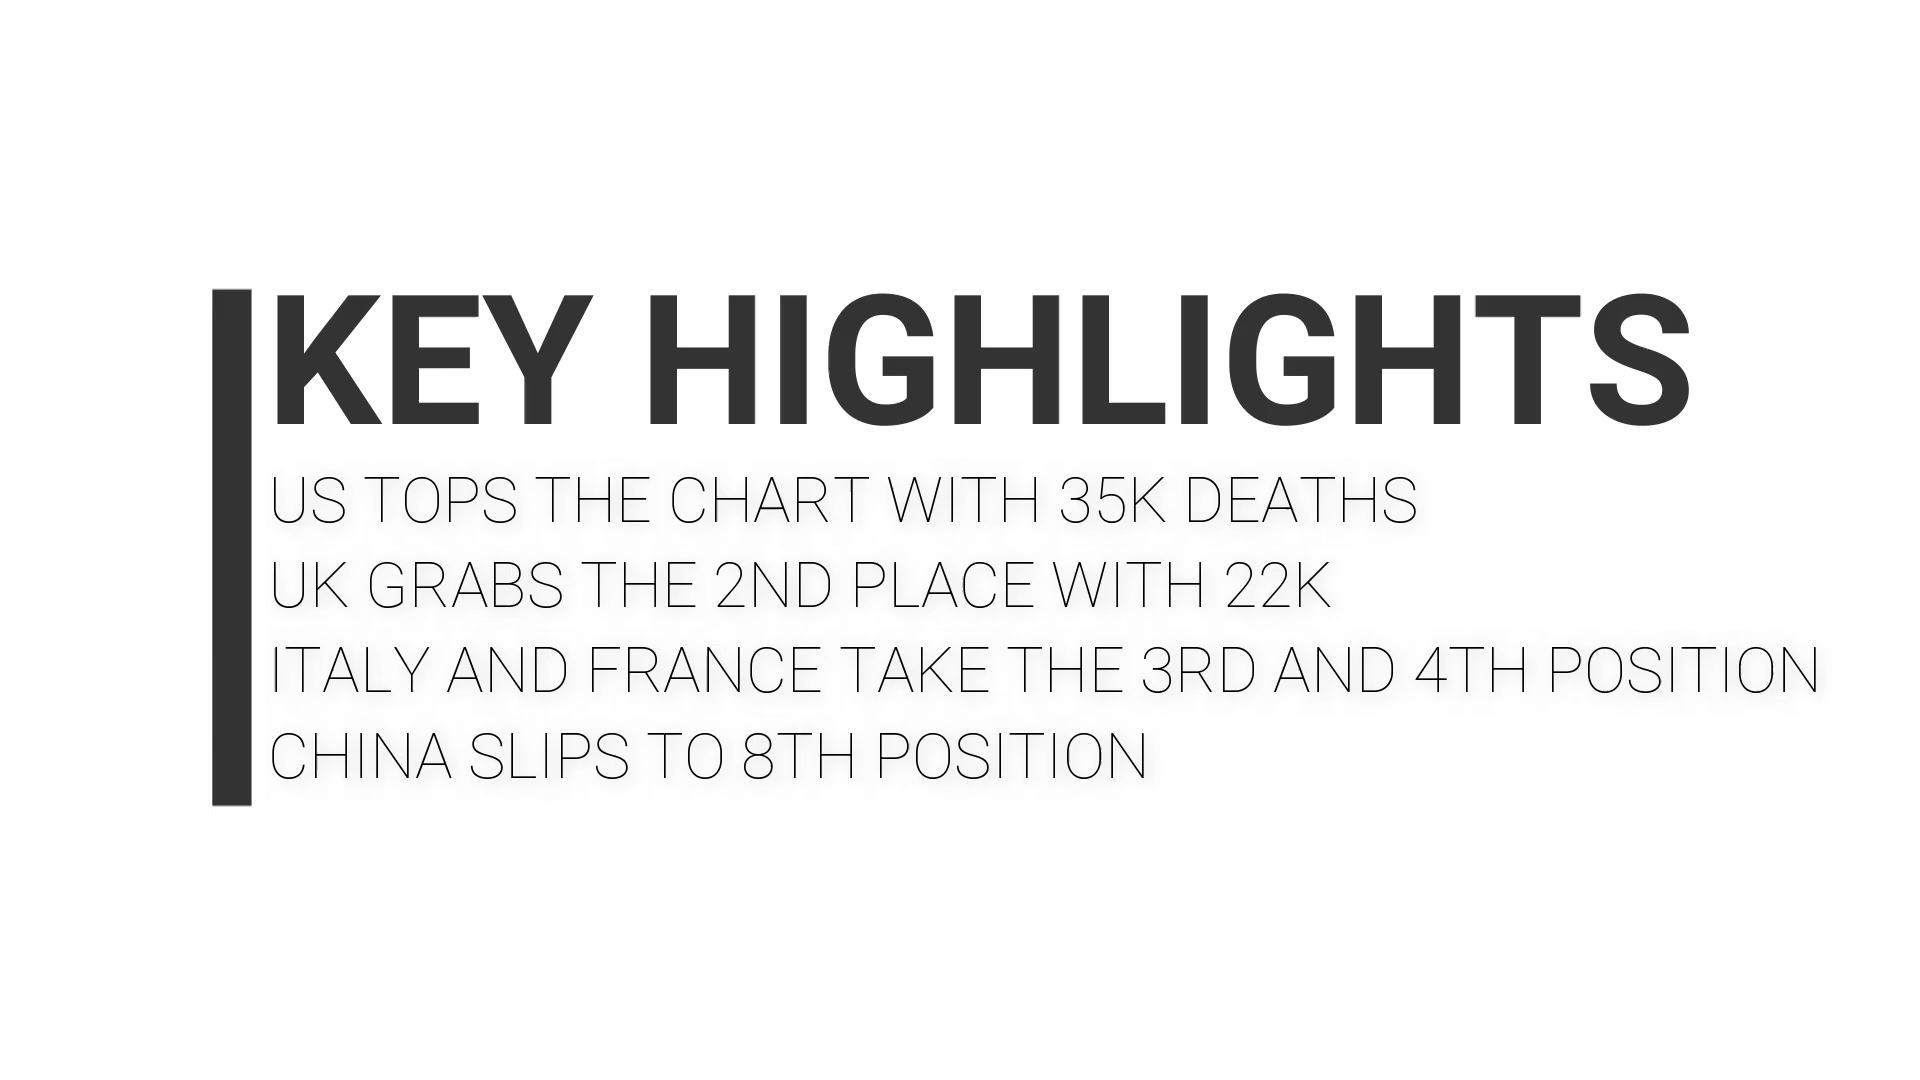 KEY HIGHLIGHTS
US TOPS THE CHART WITH 35K DEATHS
UK GRABS THE 2ND PLACE WITH 22K
ITALY AND FRANCE TAKE THE 3RD AND 4TH POSITION
CHINA SLIPS TO 8TH POSITION